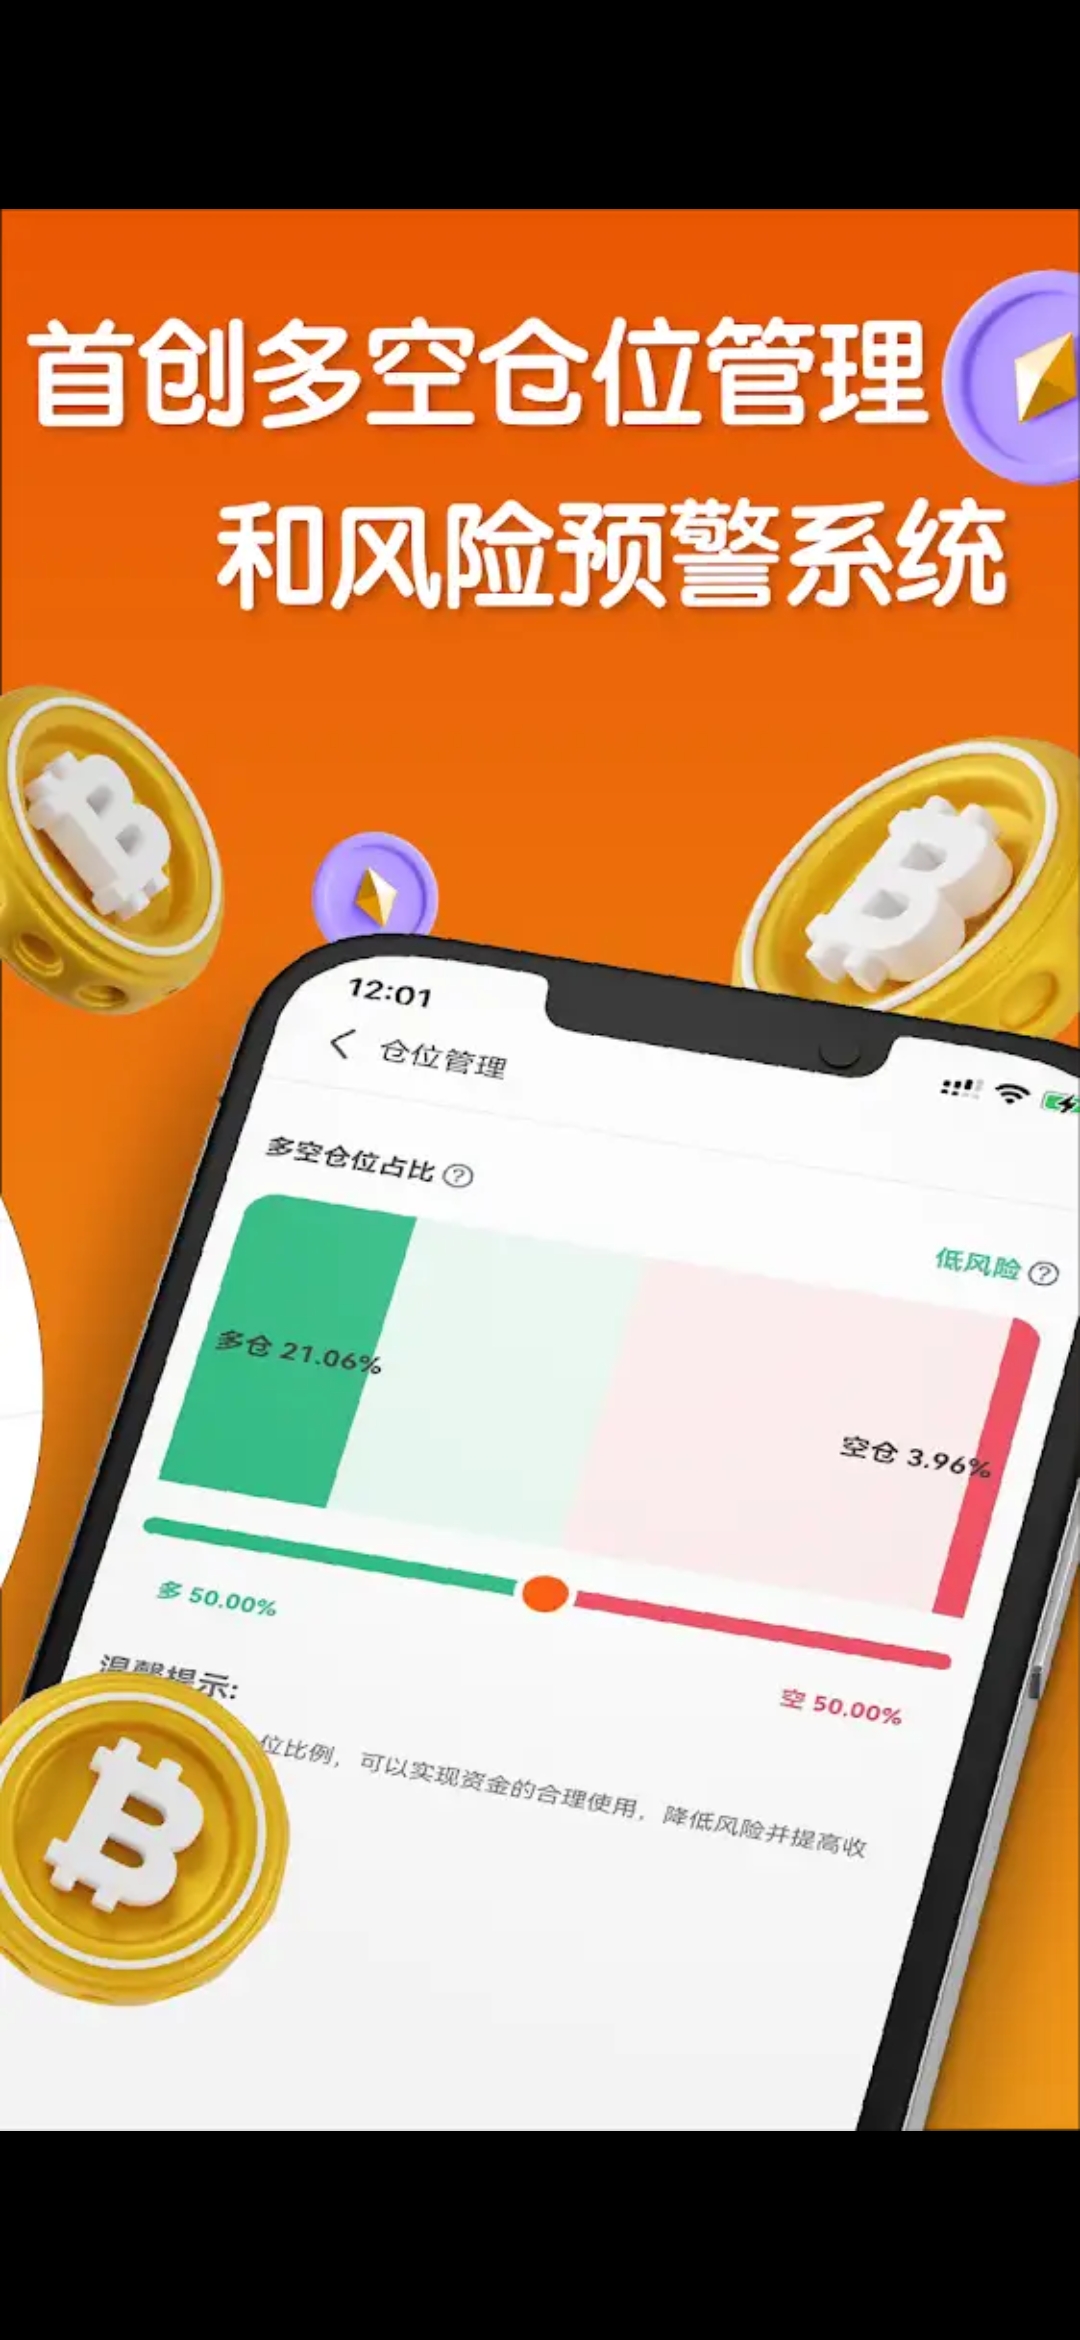 首创多空仓位管理
和风险预警系统
12:01
仓位管理
多空仓位占比
低风险
多仓 21.06%
空仓 3.96%
多 50.00%
空 50.00%
温馨提示:
位比例，可以实现资金的合理使用，降低风险并提高收